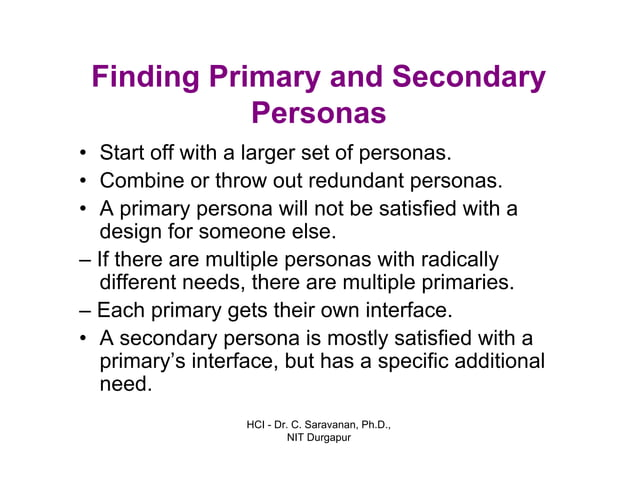 Finding Primary and Secondary
Personas
• Start off with a larger set of personas.
• Combine or throw out redundant personas.
• A primary persona will not be satisfied with a
design for someone else.
– If there are multiple personas with radically
different needs, there are multiple primaries.
– Each primary gets their own interface.
• A secondary persona is mostly satisfied with a
primary’s interface, but has a specific additional
need.
HCI - Dr. C. Saravanan, Ph.D.,
NIT Durgapur